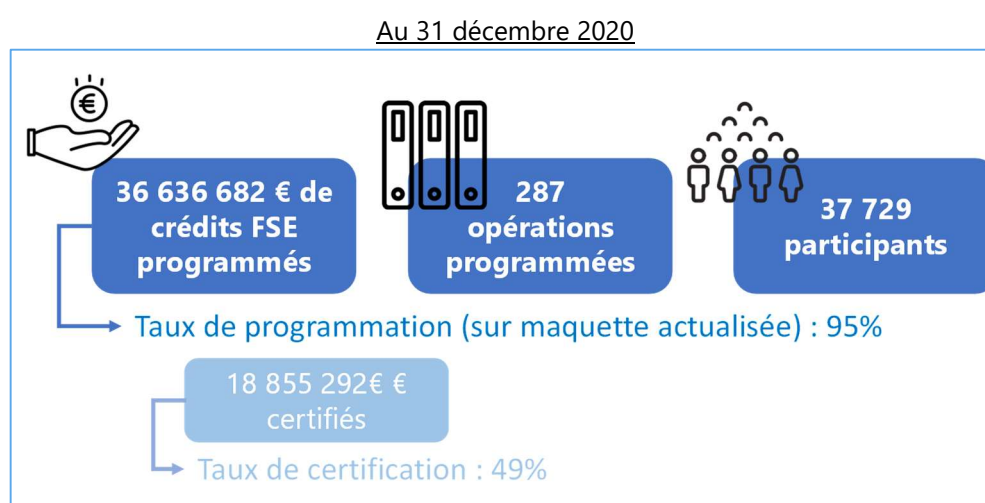 Au 31 décembre 2020
€
36 636 682 € de
crédits FSE
programmés
287
opérations
programmées
37 729
participants
Taux de programmation (sur maquette actualisée) : 95%
18 855 292€ €
certifiés
Taux de certification : 49%